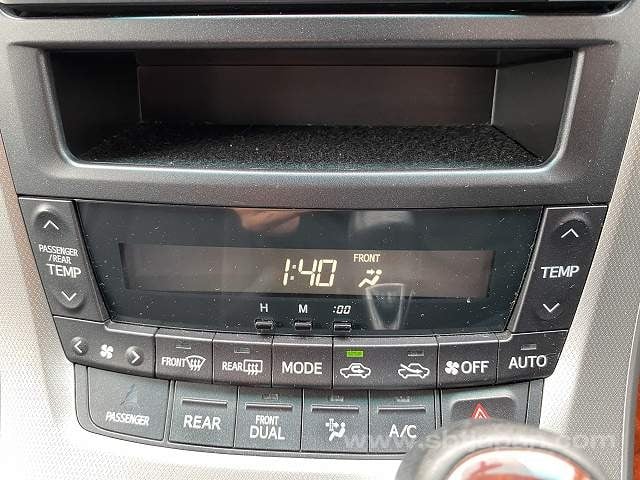 1:40 FRONT
H M :00
PASSENGER
/REAR
TEMP
TEMP
FRONT REAR MODE OFF AUTO
PASSENGER REAR FRONT
DUAL A/C